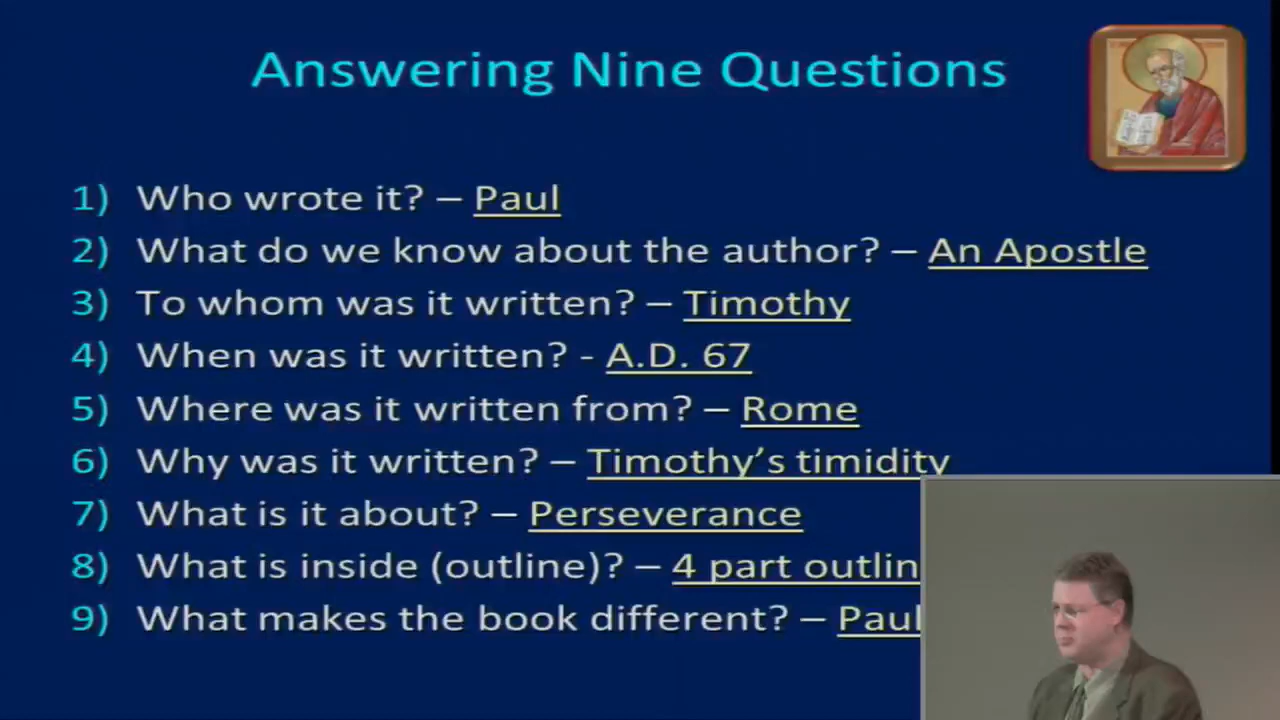 Answering Nine Questions
1) Who wrote it? – Paul
2) What do we know about the author? – An Apostle
3) To whom was it written? – Timothy
4) When was it written? - A.D. 67
5) Where was it written from? – Rome
6) Why was it written? – Timothy's timidity
7) What is it about? – Perseverance
8) What is inside (outline)? – 4 part outlin
9) What makes the book different? – Paul